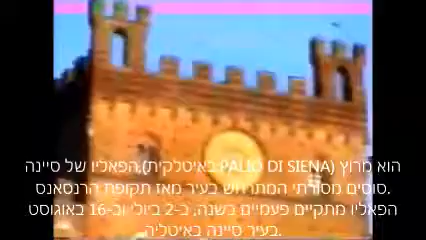 הפאליו של סיינה,(באיטלקית:PALIO DI SIENA) הוא מרוץ
סוסים מסורתי המתרחש בעיר מאז תקופת הרנסאנס.
הפאליו מתקיים פעמיים בשנה, ב-2 ביולי וב-16 באוגוסט
בעיר סיינה באיטליה.